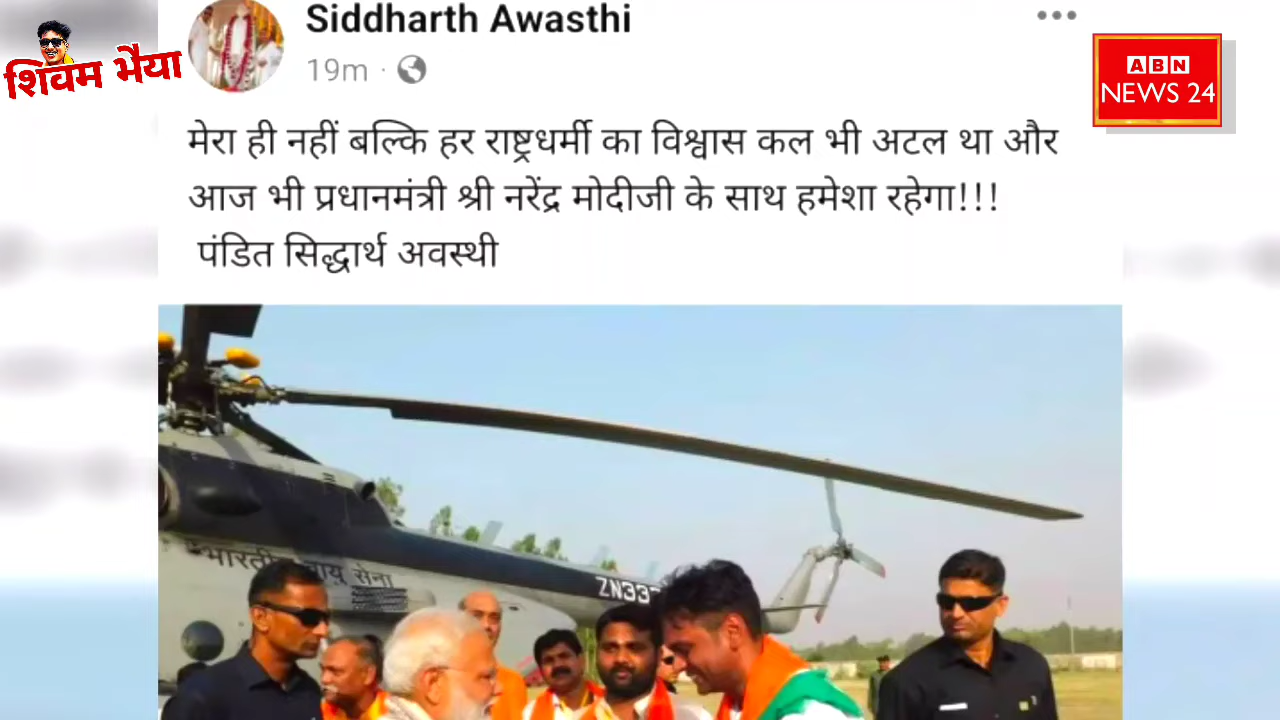 शिवम भैया
Siddharth Awasthi
19m
ABN
NEWS 24
मेरा ही नहीं बल्कि हर राष्ट्रधर्मी का विश्वास कल भी अटल था और
आज भी प्रधानमंत्री श्री नरेंद्र मोदीजी के साथ हमेशा रहेगा!!!
पंडित सिद्धार्थ अवस्थी
वायु सेना